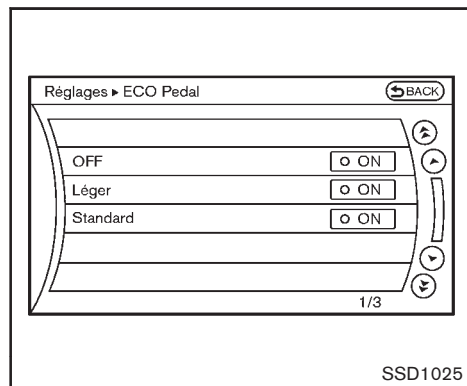 Réglages ▸ ECO Pedal BACK
OFF ON
Léger ON
Standard ON
1/3
SSD1025